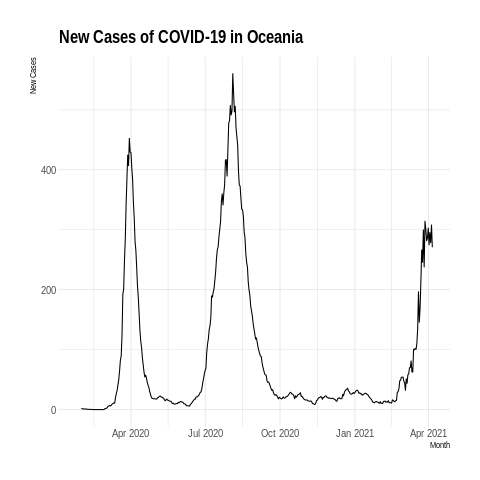 New Cases of COVID-19 in Oceania
New Cases
400
200
0
Apr 2020 Jul 2020 Oct 2020 Jan 2021 Apr 2021
Month